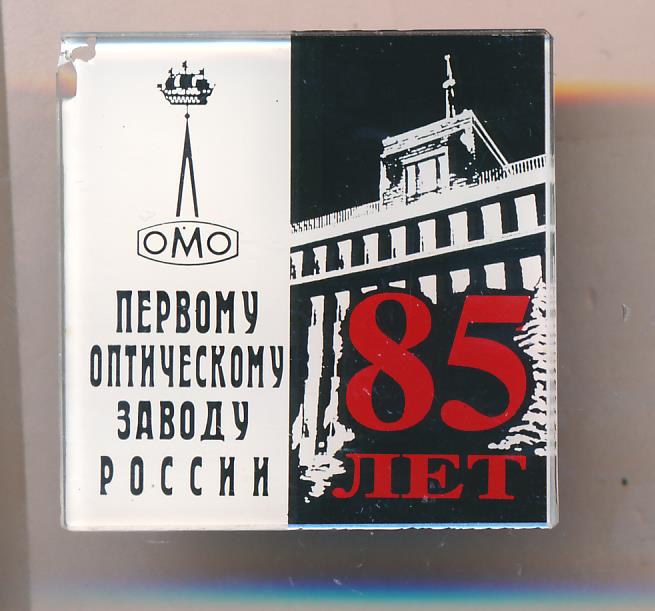 ОМО
ПЕРВОМУ
ОПТИЧЕСКОМУ
ЗАВОДУ
РОССИИ
85
ЛЕТ